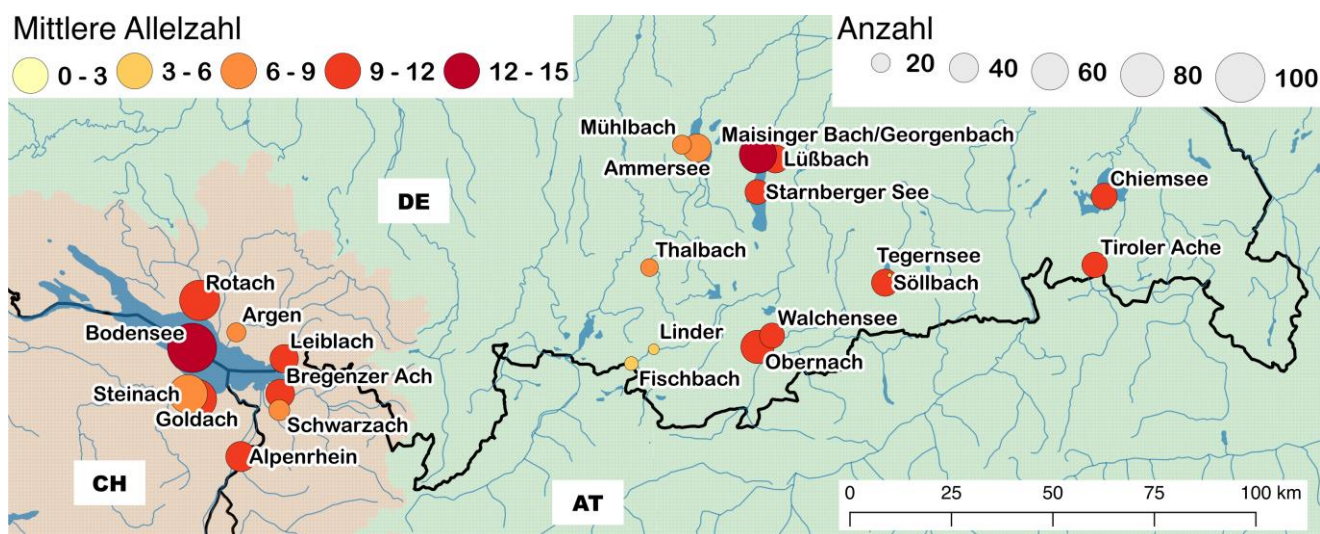 Mittlere Allelzahl
0 - 3 3 - 6 6 - 9 9 - 12 12 - 15
Anzahl
20 40 60 80 100
Mühlbach
Maisinger Bach/Georgenbach
Ammersee
Lüßbach
Starnberger See
Chiemsee
DE
Thalbach
Tegernsee
Söllbach
Tiroler Ache
Rotach
Argen
Bodensee
Leiblach
Linder
Walchensee
Obernach
Fischbach
Bregenzer Ach
Steinach
Goldach
Schwarzach
Alpenrhein
CH
AT
0 25 50 75 100 km